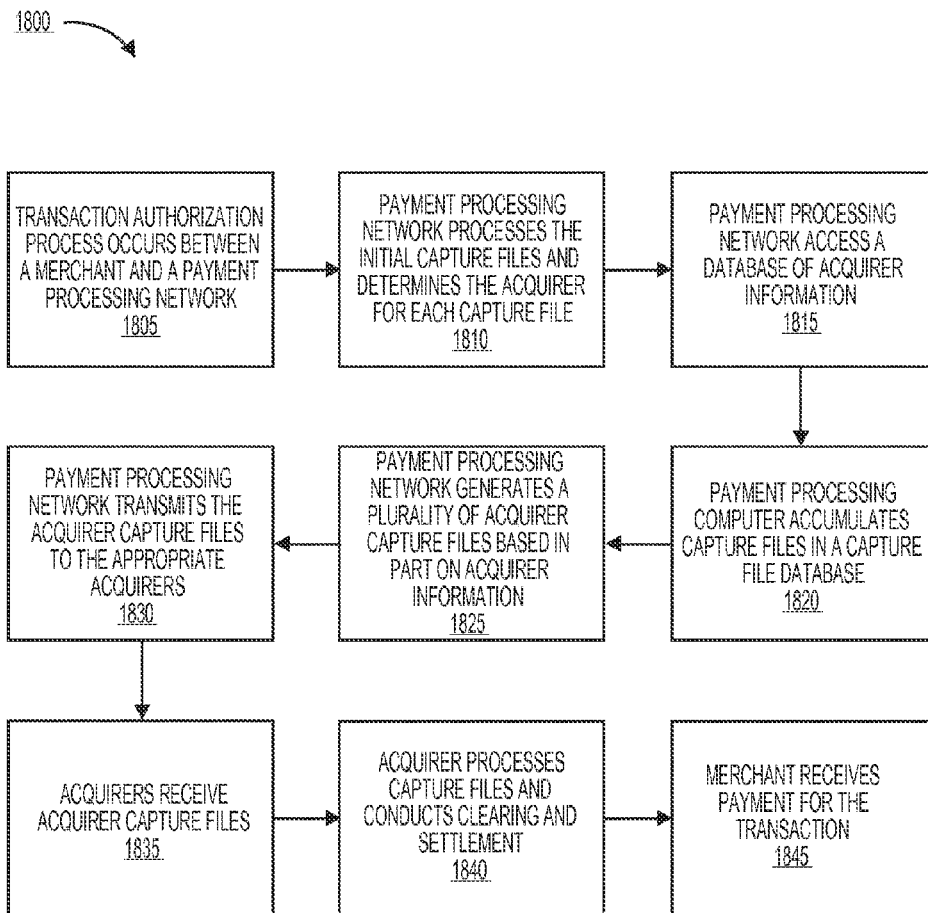 1800
TRANSACTION AUTHORIZATION
PROCESS OCCURS BETWEEN
A MERCHANT AND A PAYMENT
PROCESSING NETWORK
1805
PAYMENT PROCESSING
NETWORK PROCESSES THE
INITIAL CAPTURE FILES AND
DETERMINES THE ACQUIRER
FOR EACH CAPTURE FILE
1810
PAYMENT PROCESSING
NETWORK ACCESS A
DATABASE OF ACQUIRER
INFORMATION
1815
PAYMENT PROCESSING
COMPUTER ACCUMULATES
CAPTURE FILES IN A CAPTURE
FILE DATABASE
1820
PAYMENT PROCESSING
NETWORK GENERATES A
PLURALITY OF ACQUIRER
CAPTURE FILES BASED IN
PART ON ACQUIRER
INFORMATION
1825
PAYMENT PROCESSING
NETWORK TRANSMITS THE
ACQUIRER CAPTURE FILES
TO THE APPROPRIATE
ACQUIRERS
1830
ACQUIRERS RECEIVE
ACQUIRER CAPTURE FILES
1835
ACQUIRER PROCESSES
CAPTURE FILES AND
CONDUCTS CLEARING AND
SETTLEMENT
1840
MERCHANT RECEIVES
PAYMENT FOR THE
TRANSACTION
1845